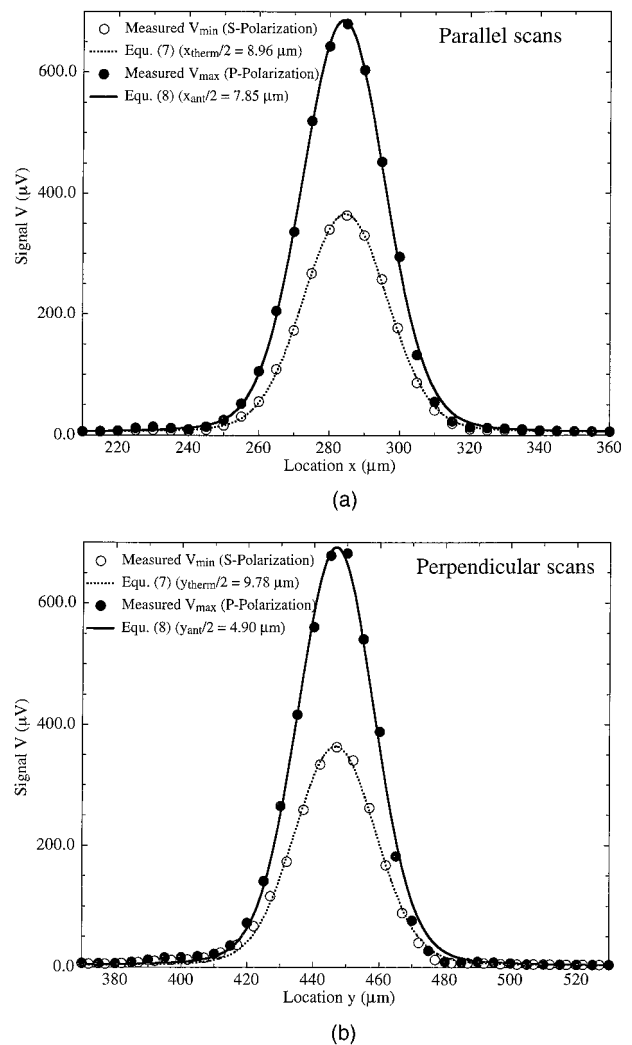 Measured Vmin (S-Polarization)
Equ. (7) (xtherm/2 = 8.96 μm)
Measured Vmax (P-Polarization)
Equ. (8) (xant/2 = 7.85 μm)
Parallel scans
600.0
400.0
200.0
0.0
Signal V (μV)
220 240 260 280 300 320 340 360
Location x (μm)
(a)
Measured Vmin (S-Polarization)
Equ. (7) (ytherm/2 = 9.78 μm)
Measured Vmax (P-Polarization)
Equ. (8) (yant/2 = 4.90 μm)
Perpendicular scans
600.0
400.0
200.0
0.0
Signal V (μV)
380 400 420 440 460 480 500 520
Location y (μm)
(b)